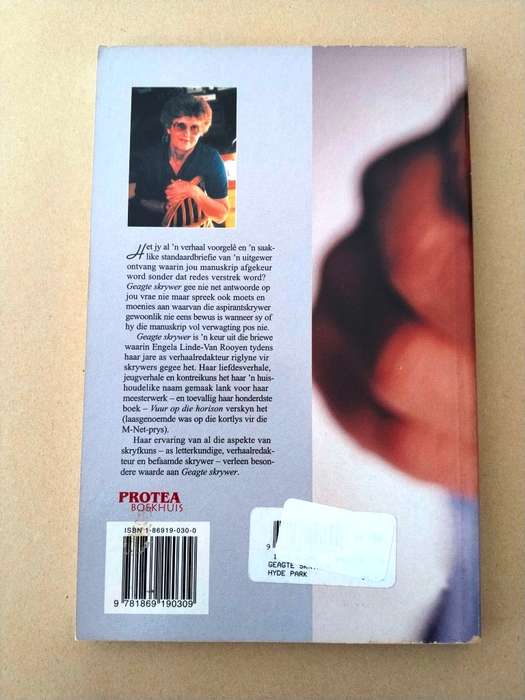 Het jy al 'n verhaal voorgelê en 'n saak-
like standaardbriefie van 'n uitgewer
ontvang waarin jou manuskrip afgekeur
word sonder dat redes verstrek word?
Geagte skrywer gee nie net antwoorde op
jou vrae nie maar spreek ook moets en
moenies aan waarvan die aspirantskrywer
gewoonlik nie eens bewus is wanneer sy of
hy die manuskrip vol verwagting pos nie.
Geagte skrywer is 'n keur uit die briewe
waarin Engela Linde-Van Rooyen tydens
haar jare as verhaalredakteur riglyne vir
skrywers gegee het. Haar liefdesverhale,
jeugverhale en kontreikuns het haar 'n huis-
houdelike naam gemaak lank voor haar
meesterwerk – en toevallig haar honderdste
boek – Vuur op die horison verskyn het
(laasgenoemde was op die kortlys vir die
M-Net-prys).
Haar ervaring van al die aspekte van
skryfkuns – as letterkundige, verhaalredak-
teur en befaamde skrywer – verleen beson-
dere waarde aan Geagte skrywer.
PROTEA
BOEKHUIS
ISBN 1-86919-030-0
9 781869 190309
9
1
GEAGTE
HYDE PARK